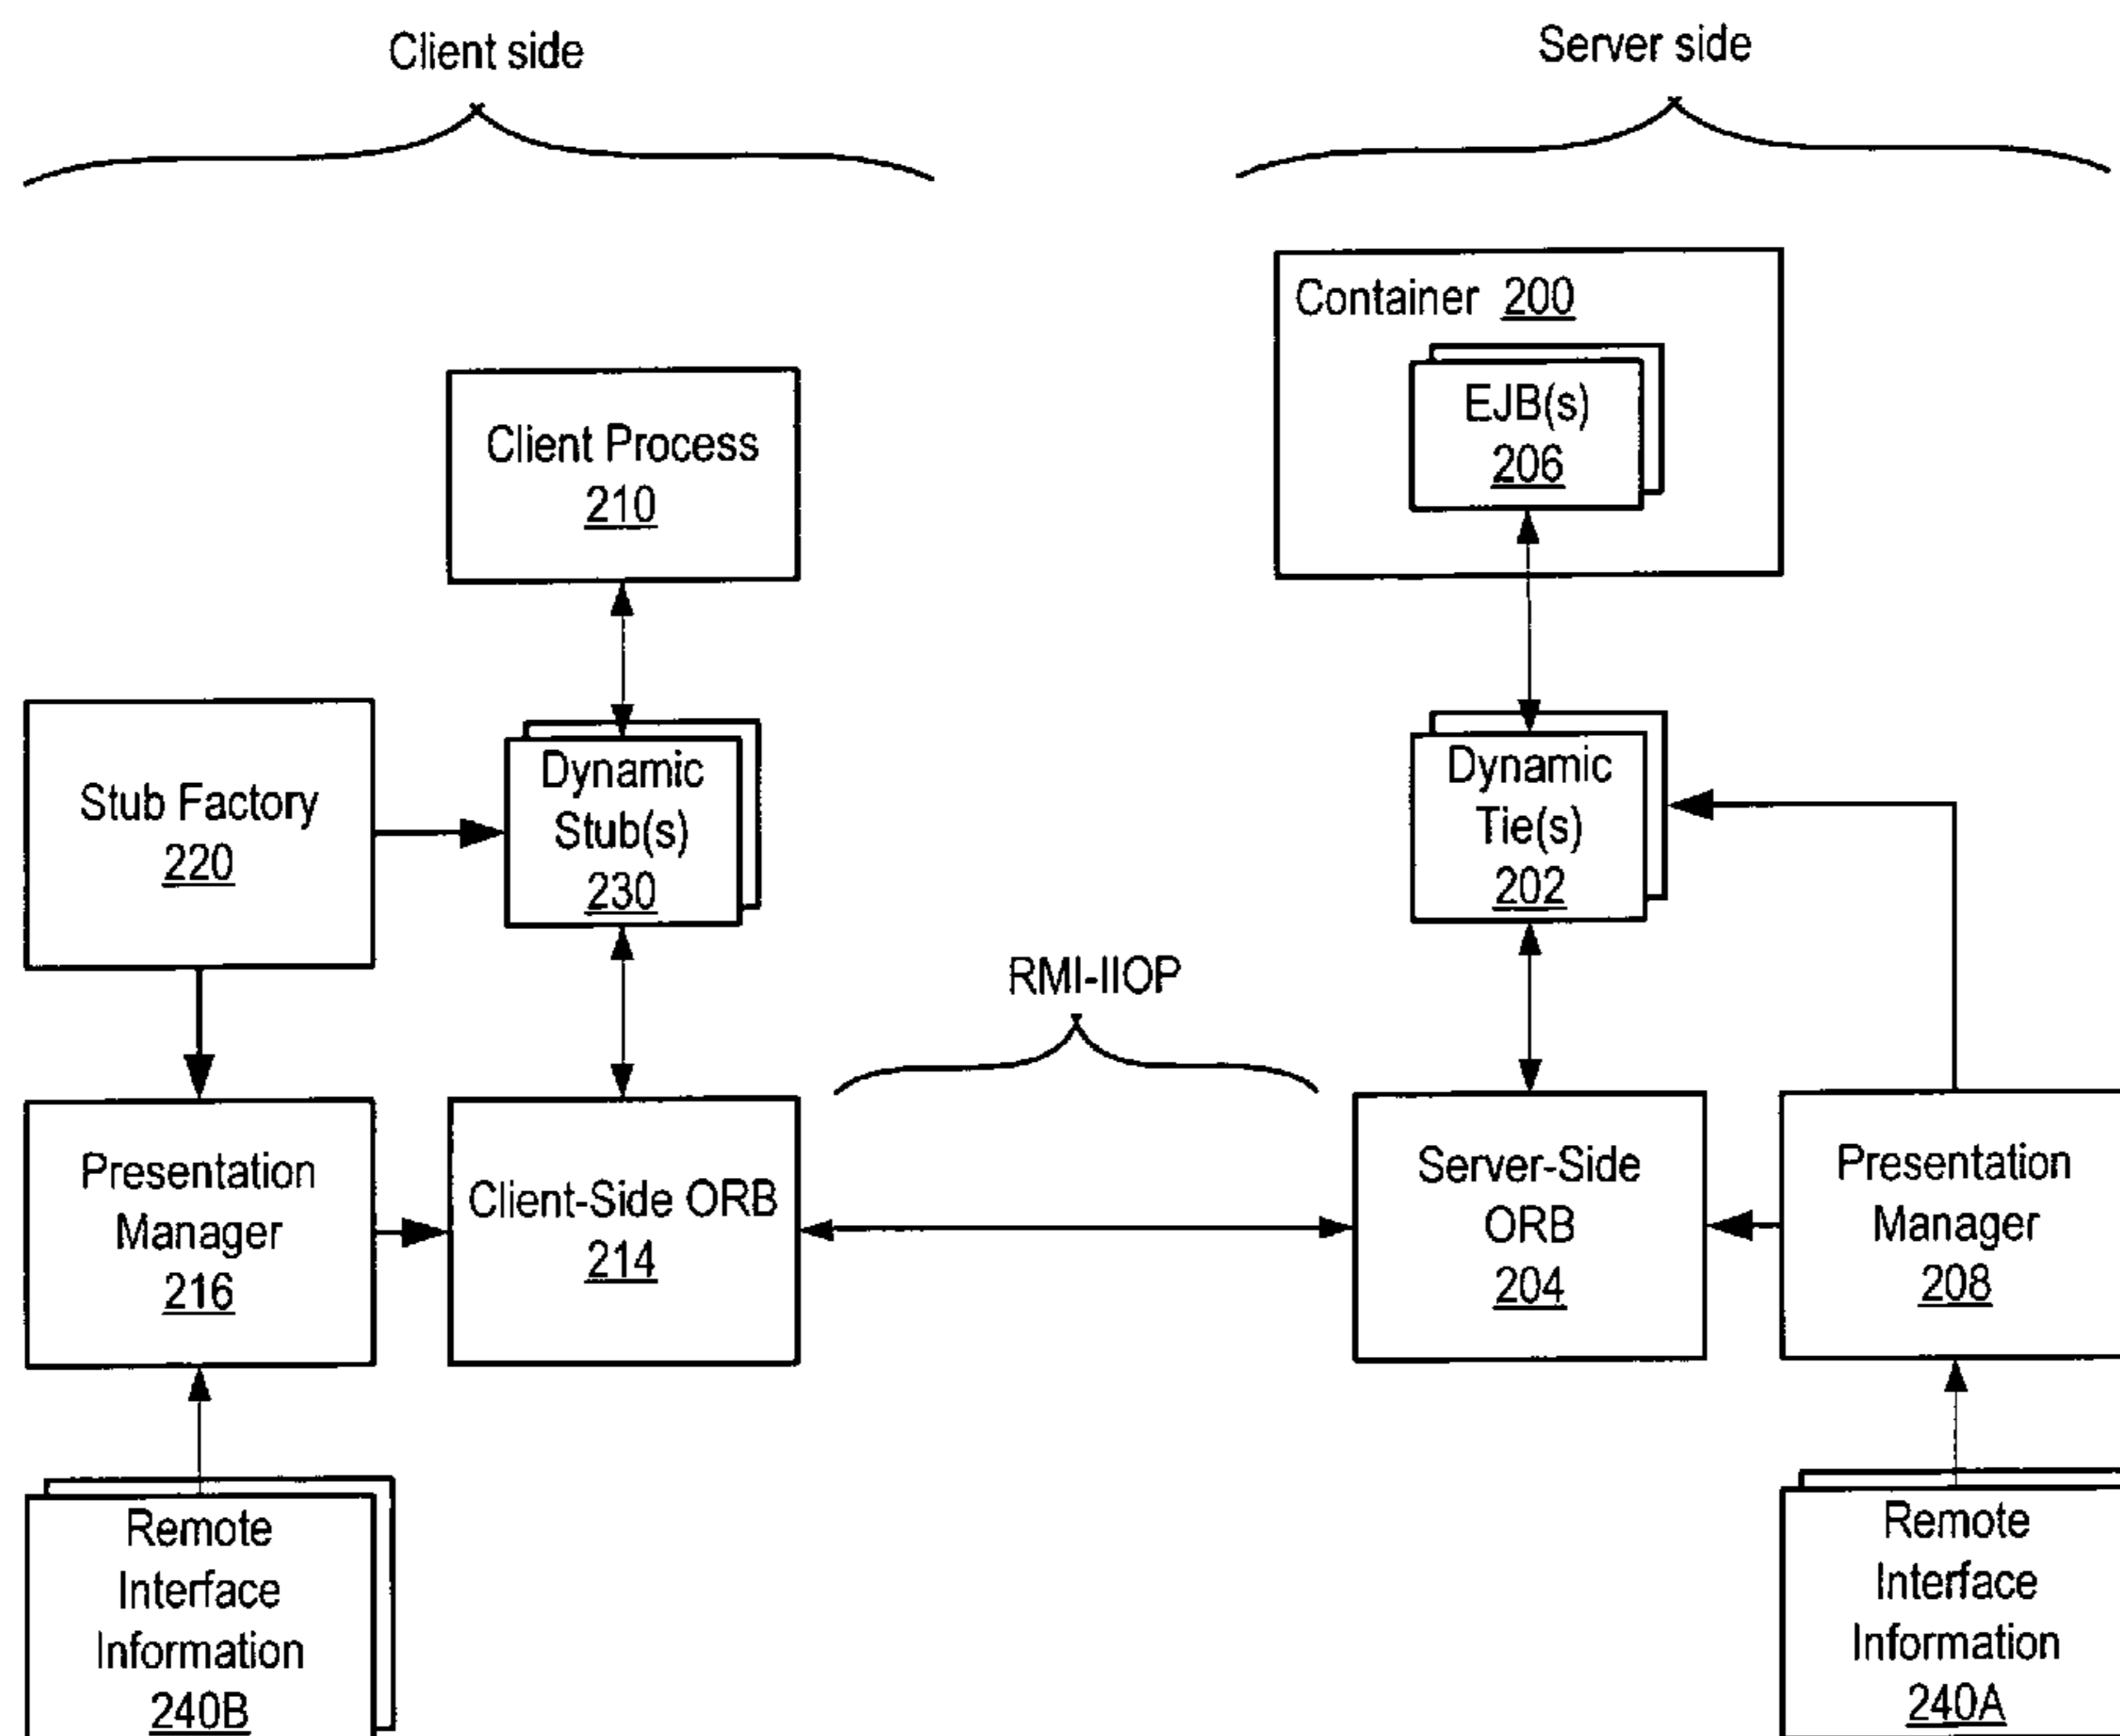 Client side
Server side
Container 200
EJB(s)
206
Client Process
210
Stub Factory
220
Dynamic
Stub(s)
230
Dynamic
Tie(s)
202
RMI-IIOP
Presentation
Manager
216
Client-Side ORB
214
Server-Side
ORB
204
Presentation
Manager
208
Remote
Interface
Information
240B
Remote
Interface
Information
240A